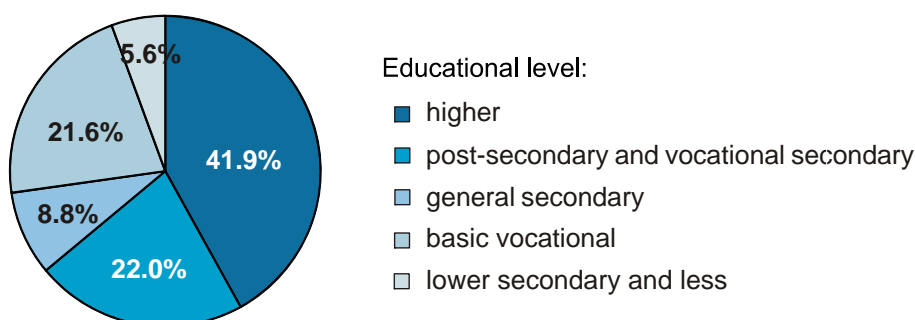 5.6%
Educational level:
higher
21.6%
41.9%
post-secondary and vocational secondary
general secondary
8.8%
basic vocational
22.0%
lower secondary and less